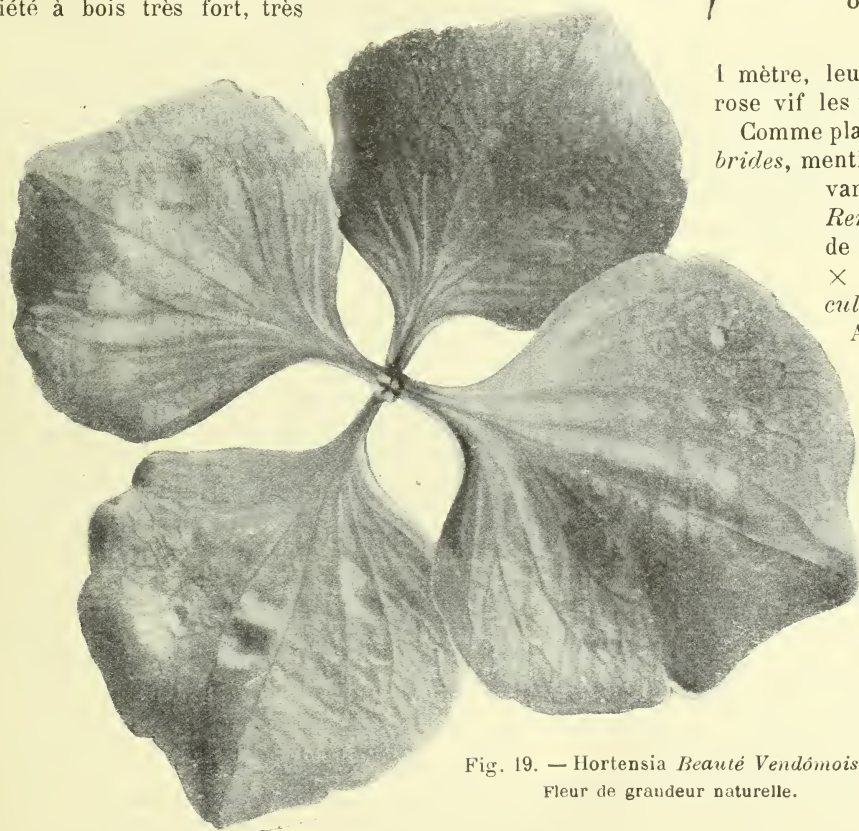 iété à bois très fort, très
1 mètre, leu
rose vif les
Comme pla
brides, menti
var
Rei
de
×
cul
A
Fig. 19. — Hortensia Beauté Vendômois
Fleur de grandeur naturelle.